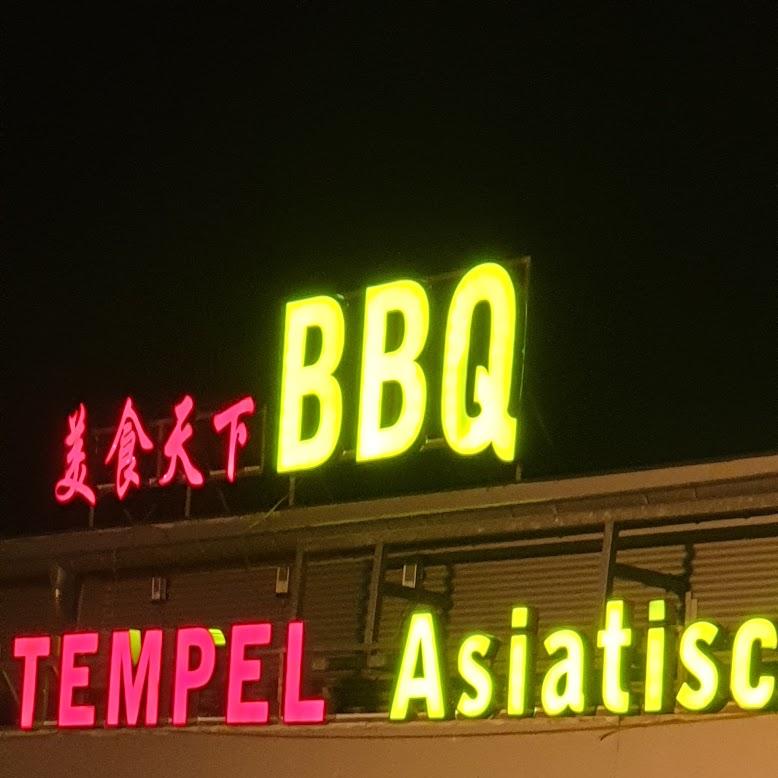 美食天下 BBQ
TEMPEL Asiatisc